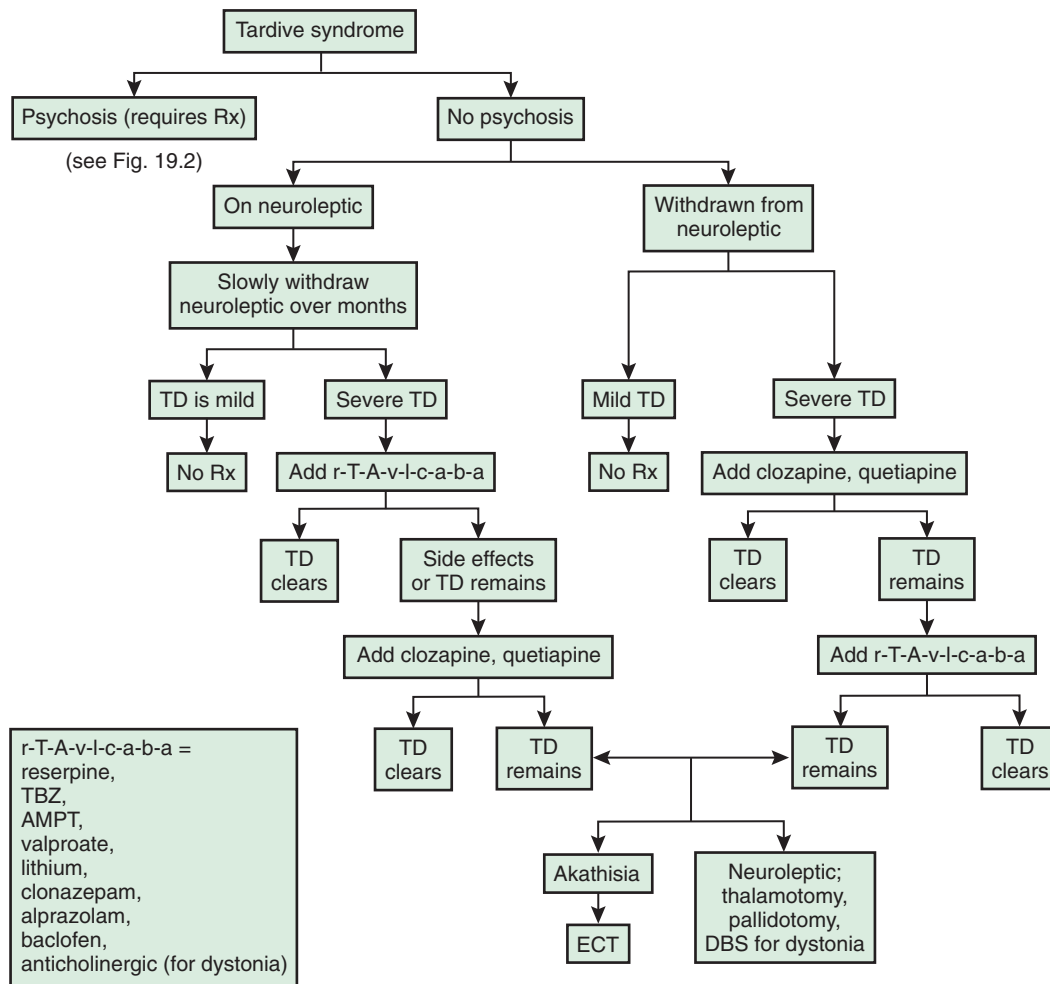 Tardive syndrome
Psychosis (requires Rx)
No psychosis
(see Fig. 19.2)
On neuroleptic
Withdrawn from
neuroleptic
Slowly withdraw
neuroleptic over months
TD is mild
Severe TD
Mild TD
Severe TD
No Rx
Add r-T-A-v-l-c-a-b-a
No Rx
Add clozapine, quetiapine
TD
clears
Side effects
or TD remains
TD
clears
TD
remains
Add clozapine, quetiapine
Add r-T-A-v-l-c-a-b-a
TD
clears
TD
remains
TD
remains
TD
clears
r-T-A-v-l-c-a-b-a =
reserpine,
TBZ,
AMPT,
valproate,
lithium,
clonazepam,
alprazolam,
baclofen,
anticholinergic (for dystonia)
Akathisia
Neuroleptic;
thalamotomy,
pallidotomy,
DBS for dystonia
ECT